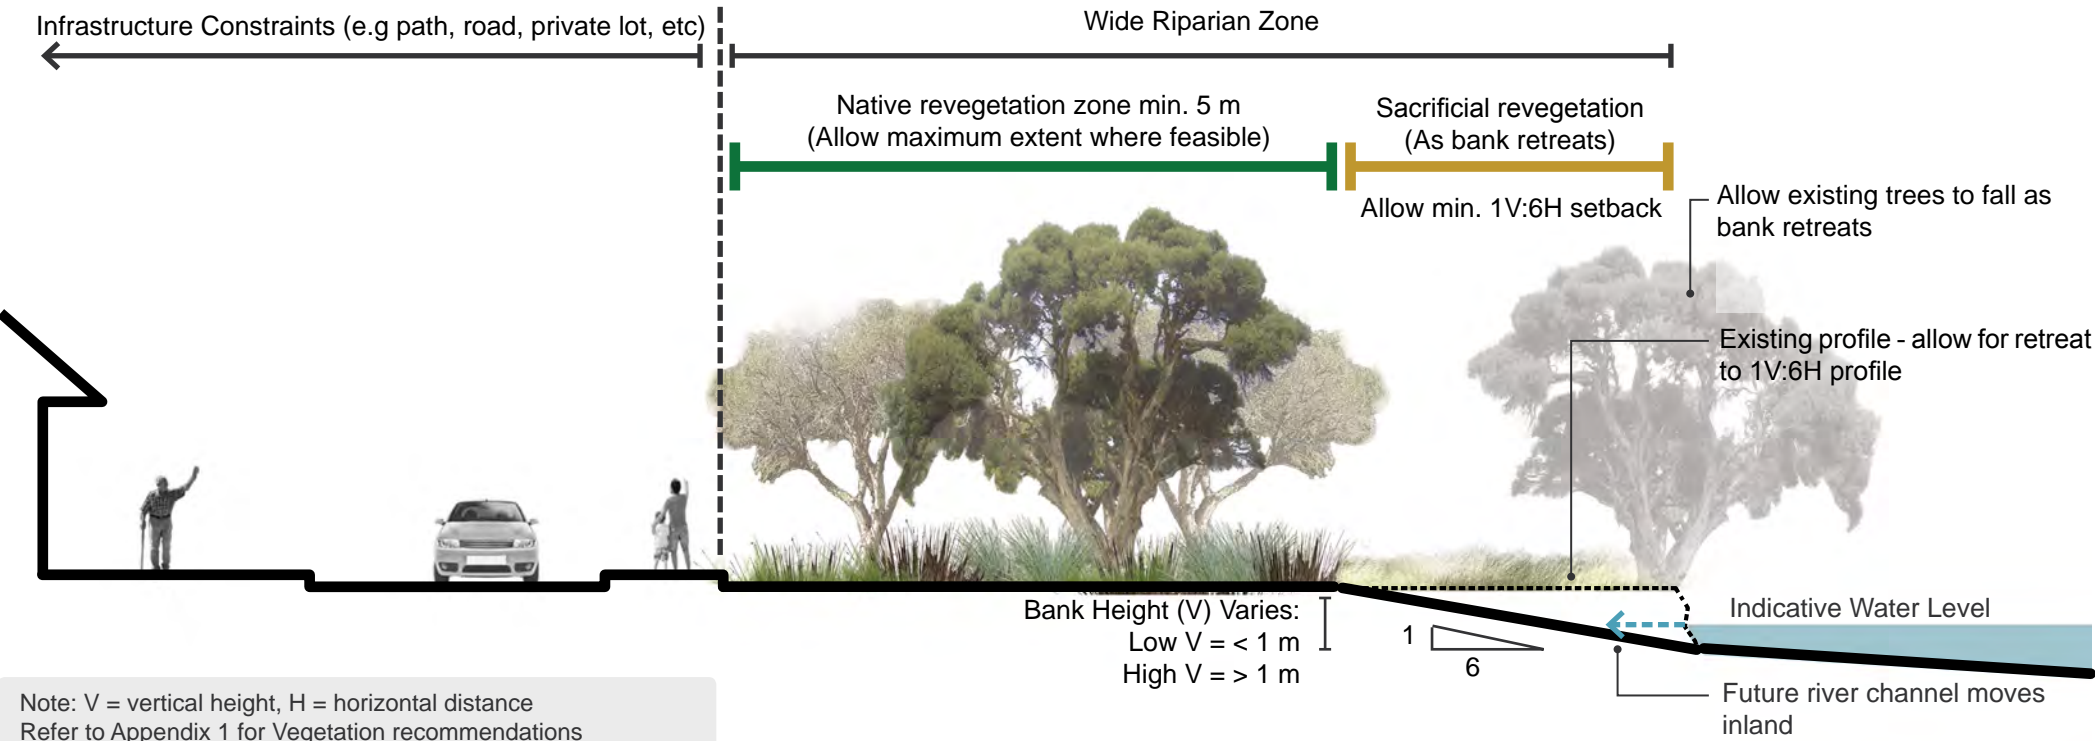 Infrastructure Constraints (e.g path, road, private lot, etc)
Wide Riparian Zone
Native revegetation zone min. 5 m
(Allow maximum extent where feasible)
Sacrificial revegetation
(As bank retreats)
Allow min. 1V:6H setback
Allow existing trees to fall as
bank retreats
Existing profile - allow for retreat
to 1V:6H profile
Indicative Water Level
Bank Height (V) Varies:
Low V = < 1 m
High V = > 1 m
1
6
Future river channel moves
inland
Note: V = vertical height, H = horizontal distance
Refer to Appendix 1 for Vegetation recommendations